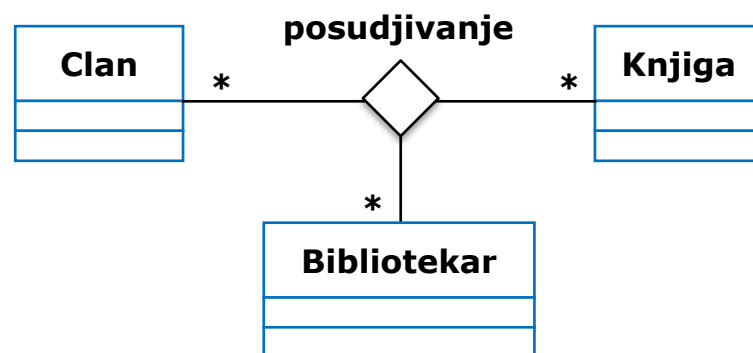 posudjivanje
Clan
*
*
Knjiga
*
Bibliotekar